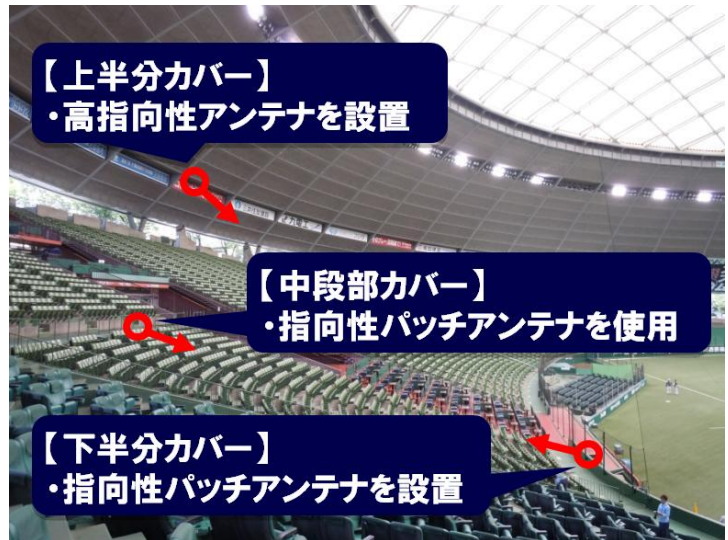 【上半分カバー】
・高指向性アンテナを設置
【中段部カバー】
・指向性パッチアンテナを使用
【下半分カバー】
・指向性パッチアンテナを設置